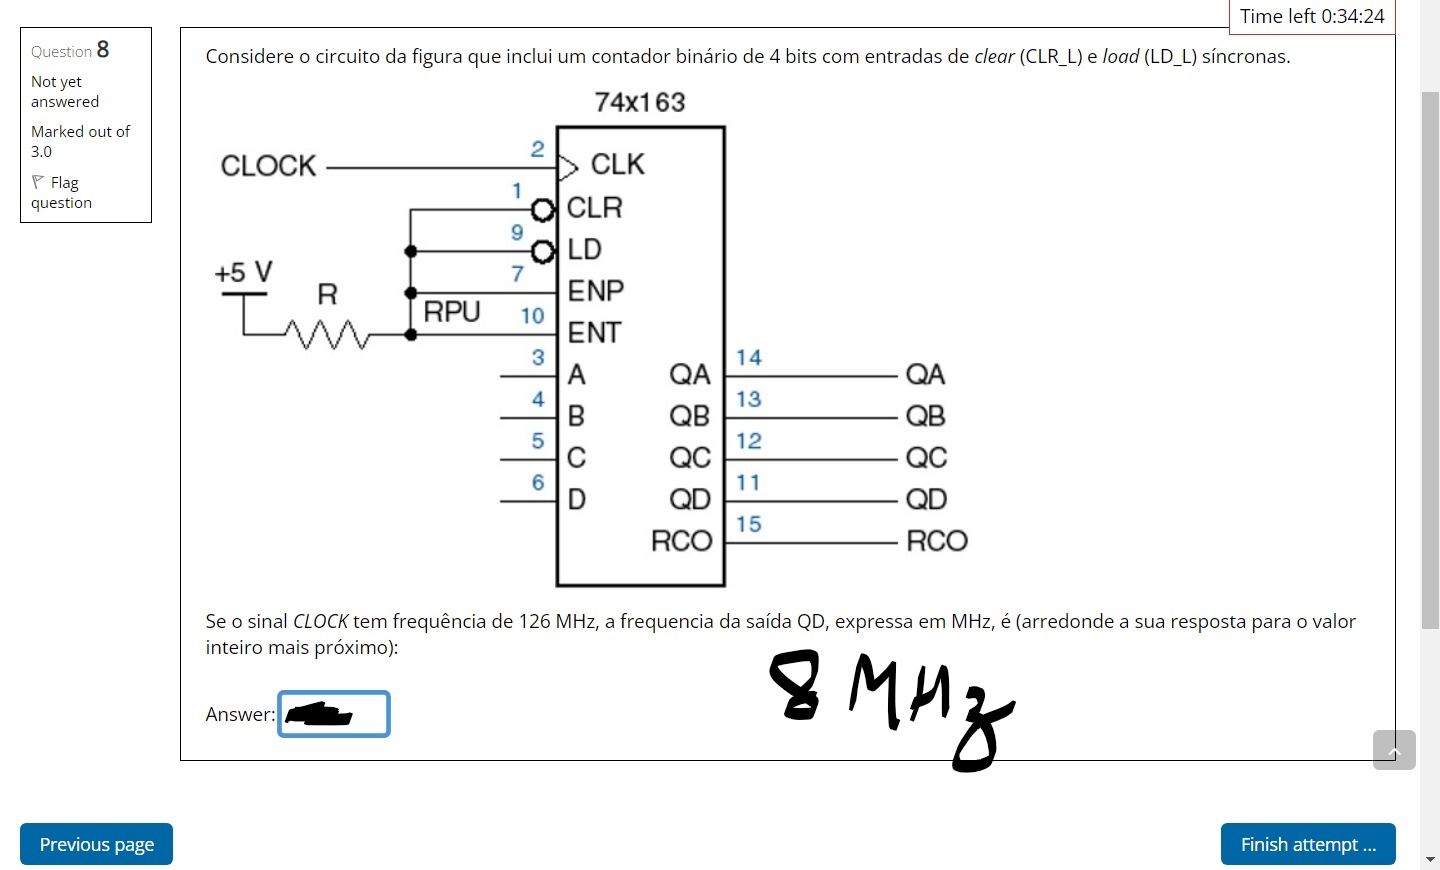 Time left 0:34:24
Question 8
Not yet
answered
Marked out of
3.0
Flag
question
Considere o circuito da figura que inclui um contador binário de 4 bits com entradas de clear (CLR_L) e load (LD_L) síncronas.
74x163
CLOCK
2
CLK
1
CLR
9
LD
+5 V
7
ENP
R
RPU
10
ENT
3
A
QA
14
QA
4
B
QB
13
QB
5
C
QC
12
QC
6
D
QD
11
QD
RCO
15
RCO
Se o sinal CLOCK tem frequência de 126 MHz, a frequencia da saída QD, expressa em MHz, é (arredonde a sua resposta para o valor
inteiro mais próximo):
8 MHz
Answer:
Previous page
Finish attempt ...